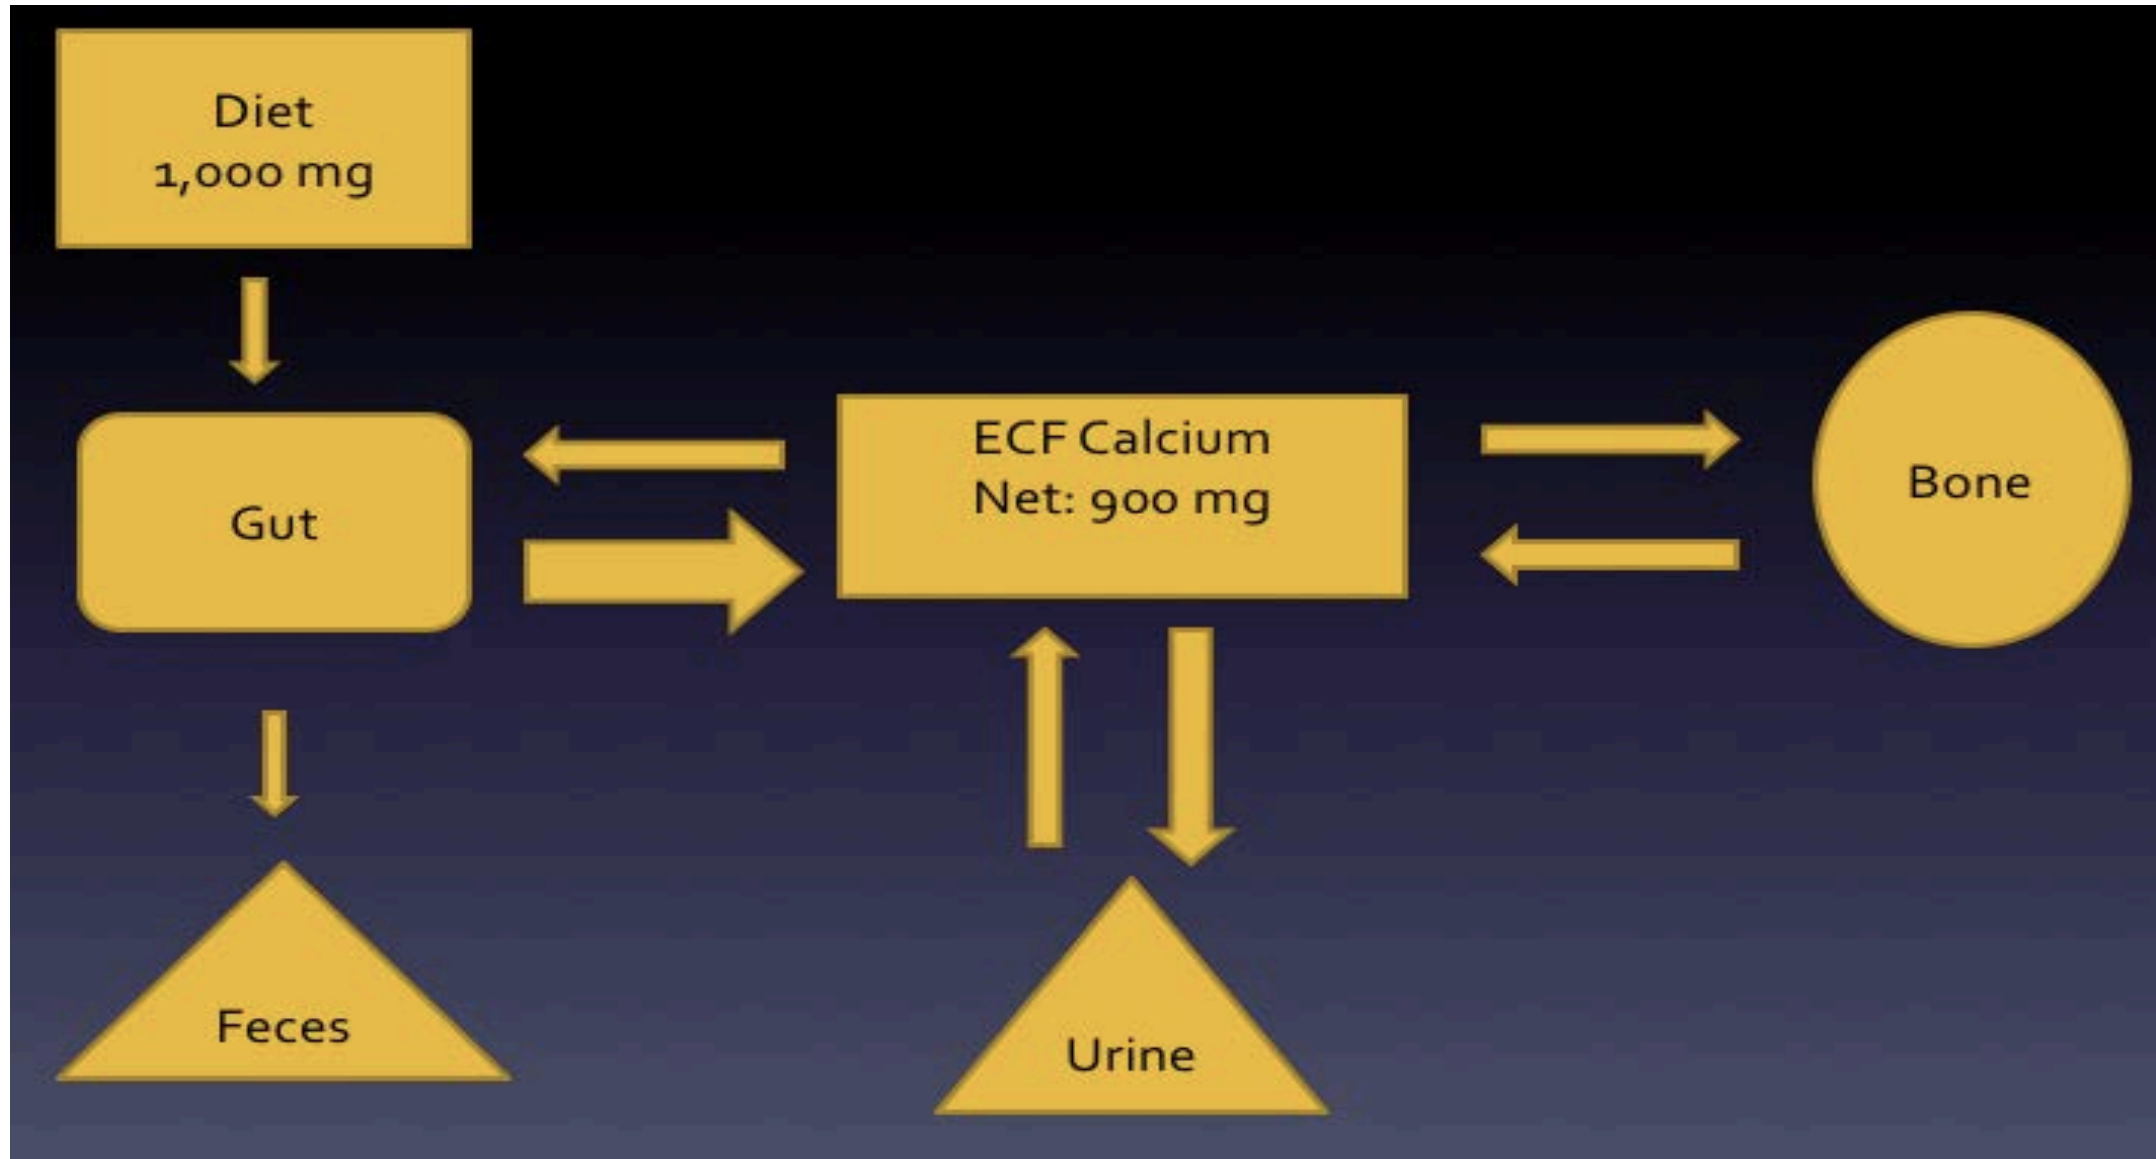 Diet
1,000 mg
Gut
ECF Calcium
Net: 900 mg
Bone
Feces
Urine